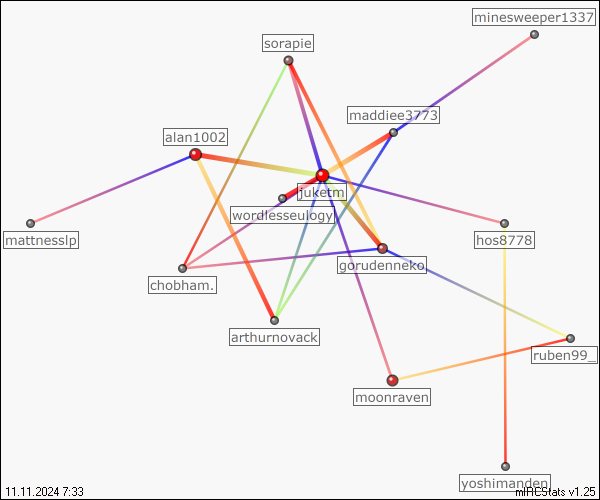 minesweeper1337
sorapie
maddiee3773
alan1002
juketm
wordlesseulogy
mattnesslp
hos8778
gorudenneko
chobham.
arthurnovack
ruben99_
moonraven
yoshimanden
11.11.2024 7:33
mIRCStats v1.25